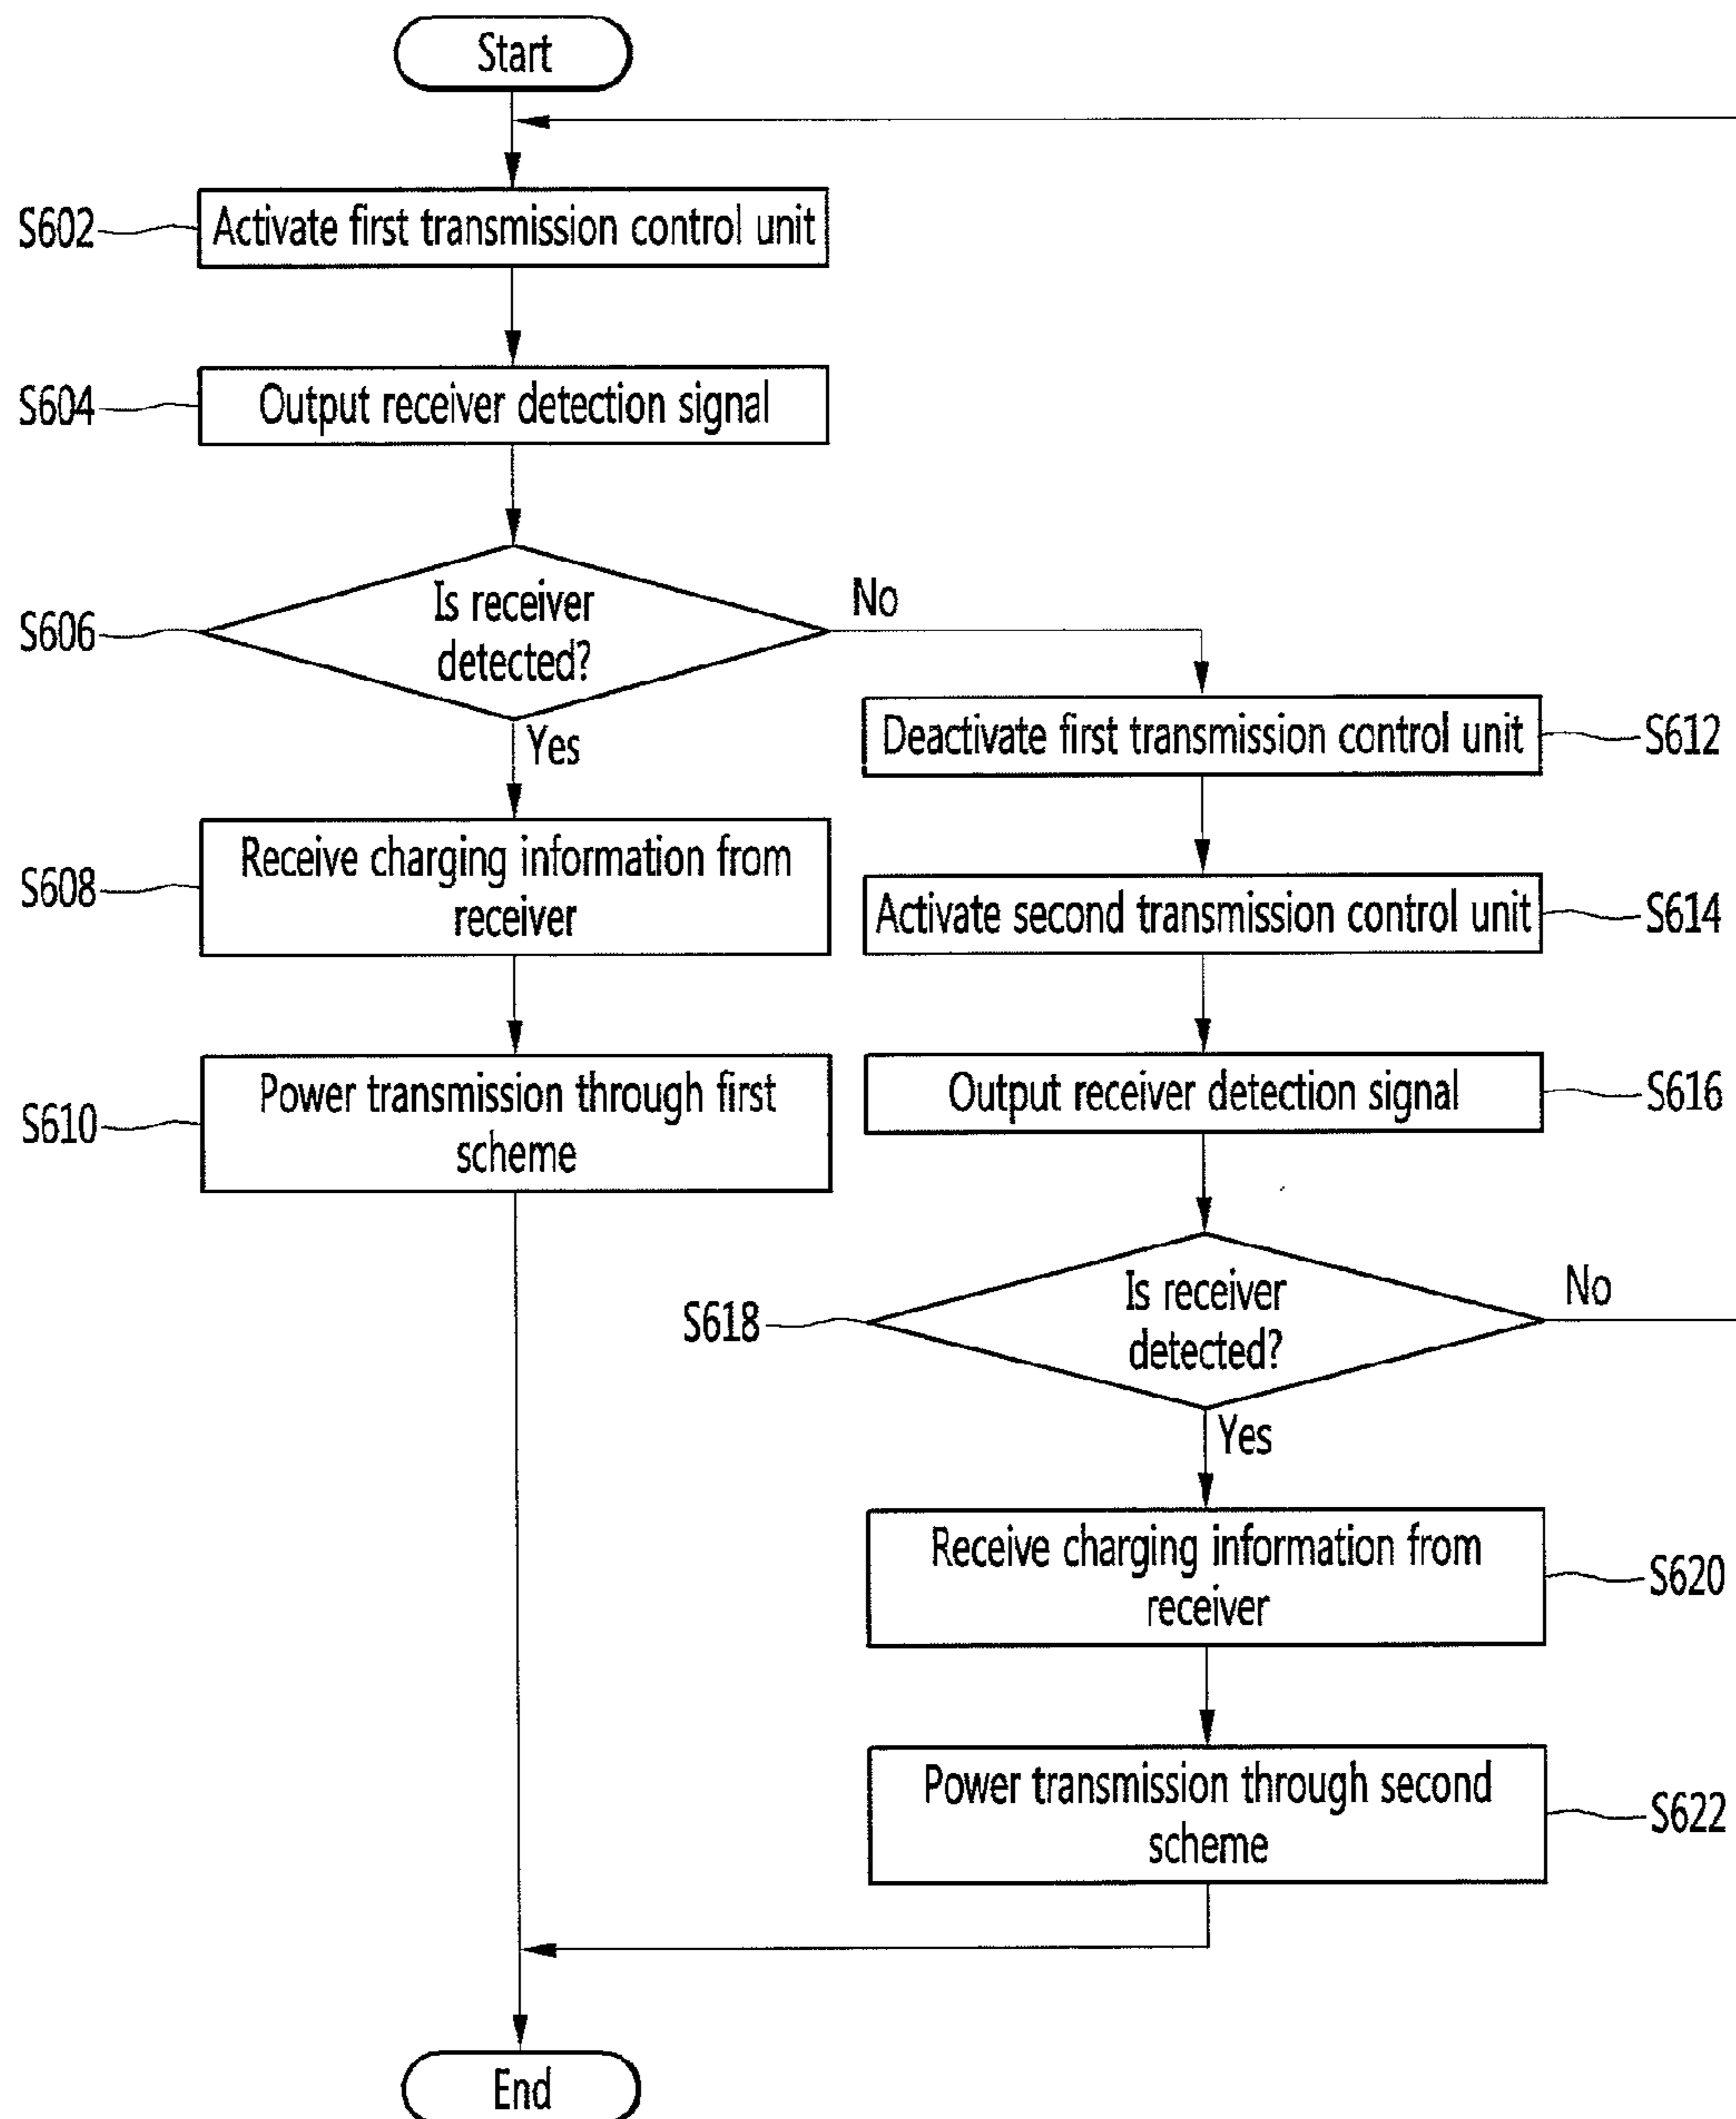 Start
S602
Activate first transmission control unit
S604
Output receiver detection signal
S606
Is receiver
detected?
No
Yes
S608
Receive charging information from
receiver
S610
Power transmission through first
scheme
Deactivate first transmission control unit
S612
Activate second transmission control unit
S614
Output receiver detection signal
S616
S618
Is receiver
detected?
No
Yes
Receive charging information from
receiver
S620
Power transmission through second
scheme
S622
End